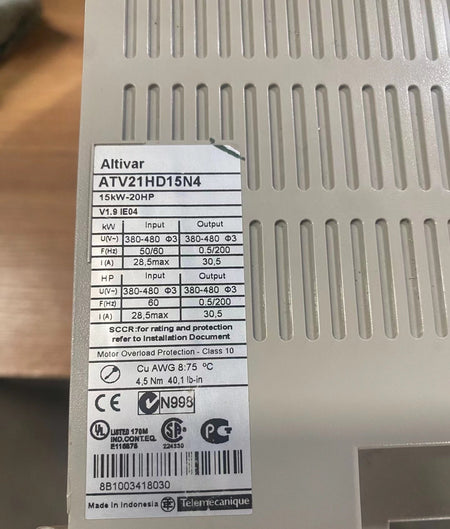 Altivar
ATV21HD15N4
15kW-20HP
V1.9 IE04
kW Input Output
U(V~) 380-480 Φ3 380-480 Φ3
F(Hz) 50/60 0.5/200
I (A) 28,5max 30,5
HP Input Output
U(V~) 380-480 Φ3 380-480 Φ3
F(Hz) 60 0.5/200
I (A) 28,5max 30,5
SCCR:for rating and protection
refer to Installation Document
Motor Overload Protection - Class 10
Cu AWG 8:75 ºC
4,5 Nm 40,1 lb-in
CE N998
UL LISTED 170M
IND.CONT.EQ.
E116875
SA
224530
8B1003418030
Made in Indonesia Telemecanique